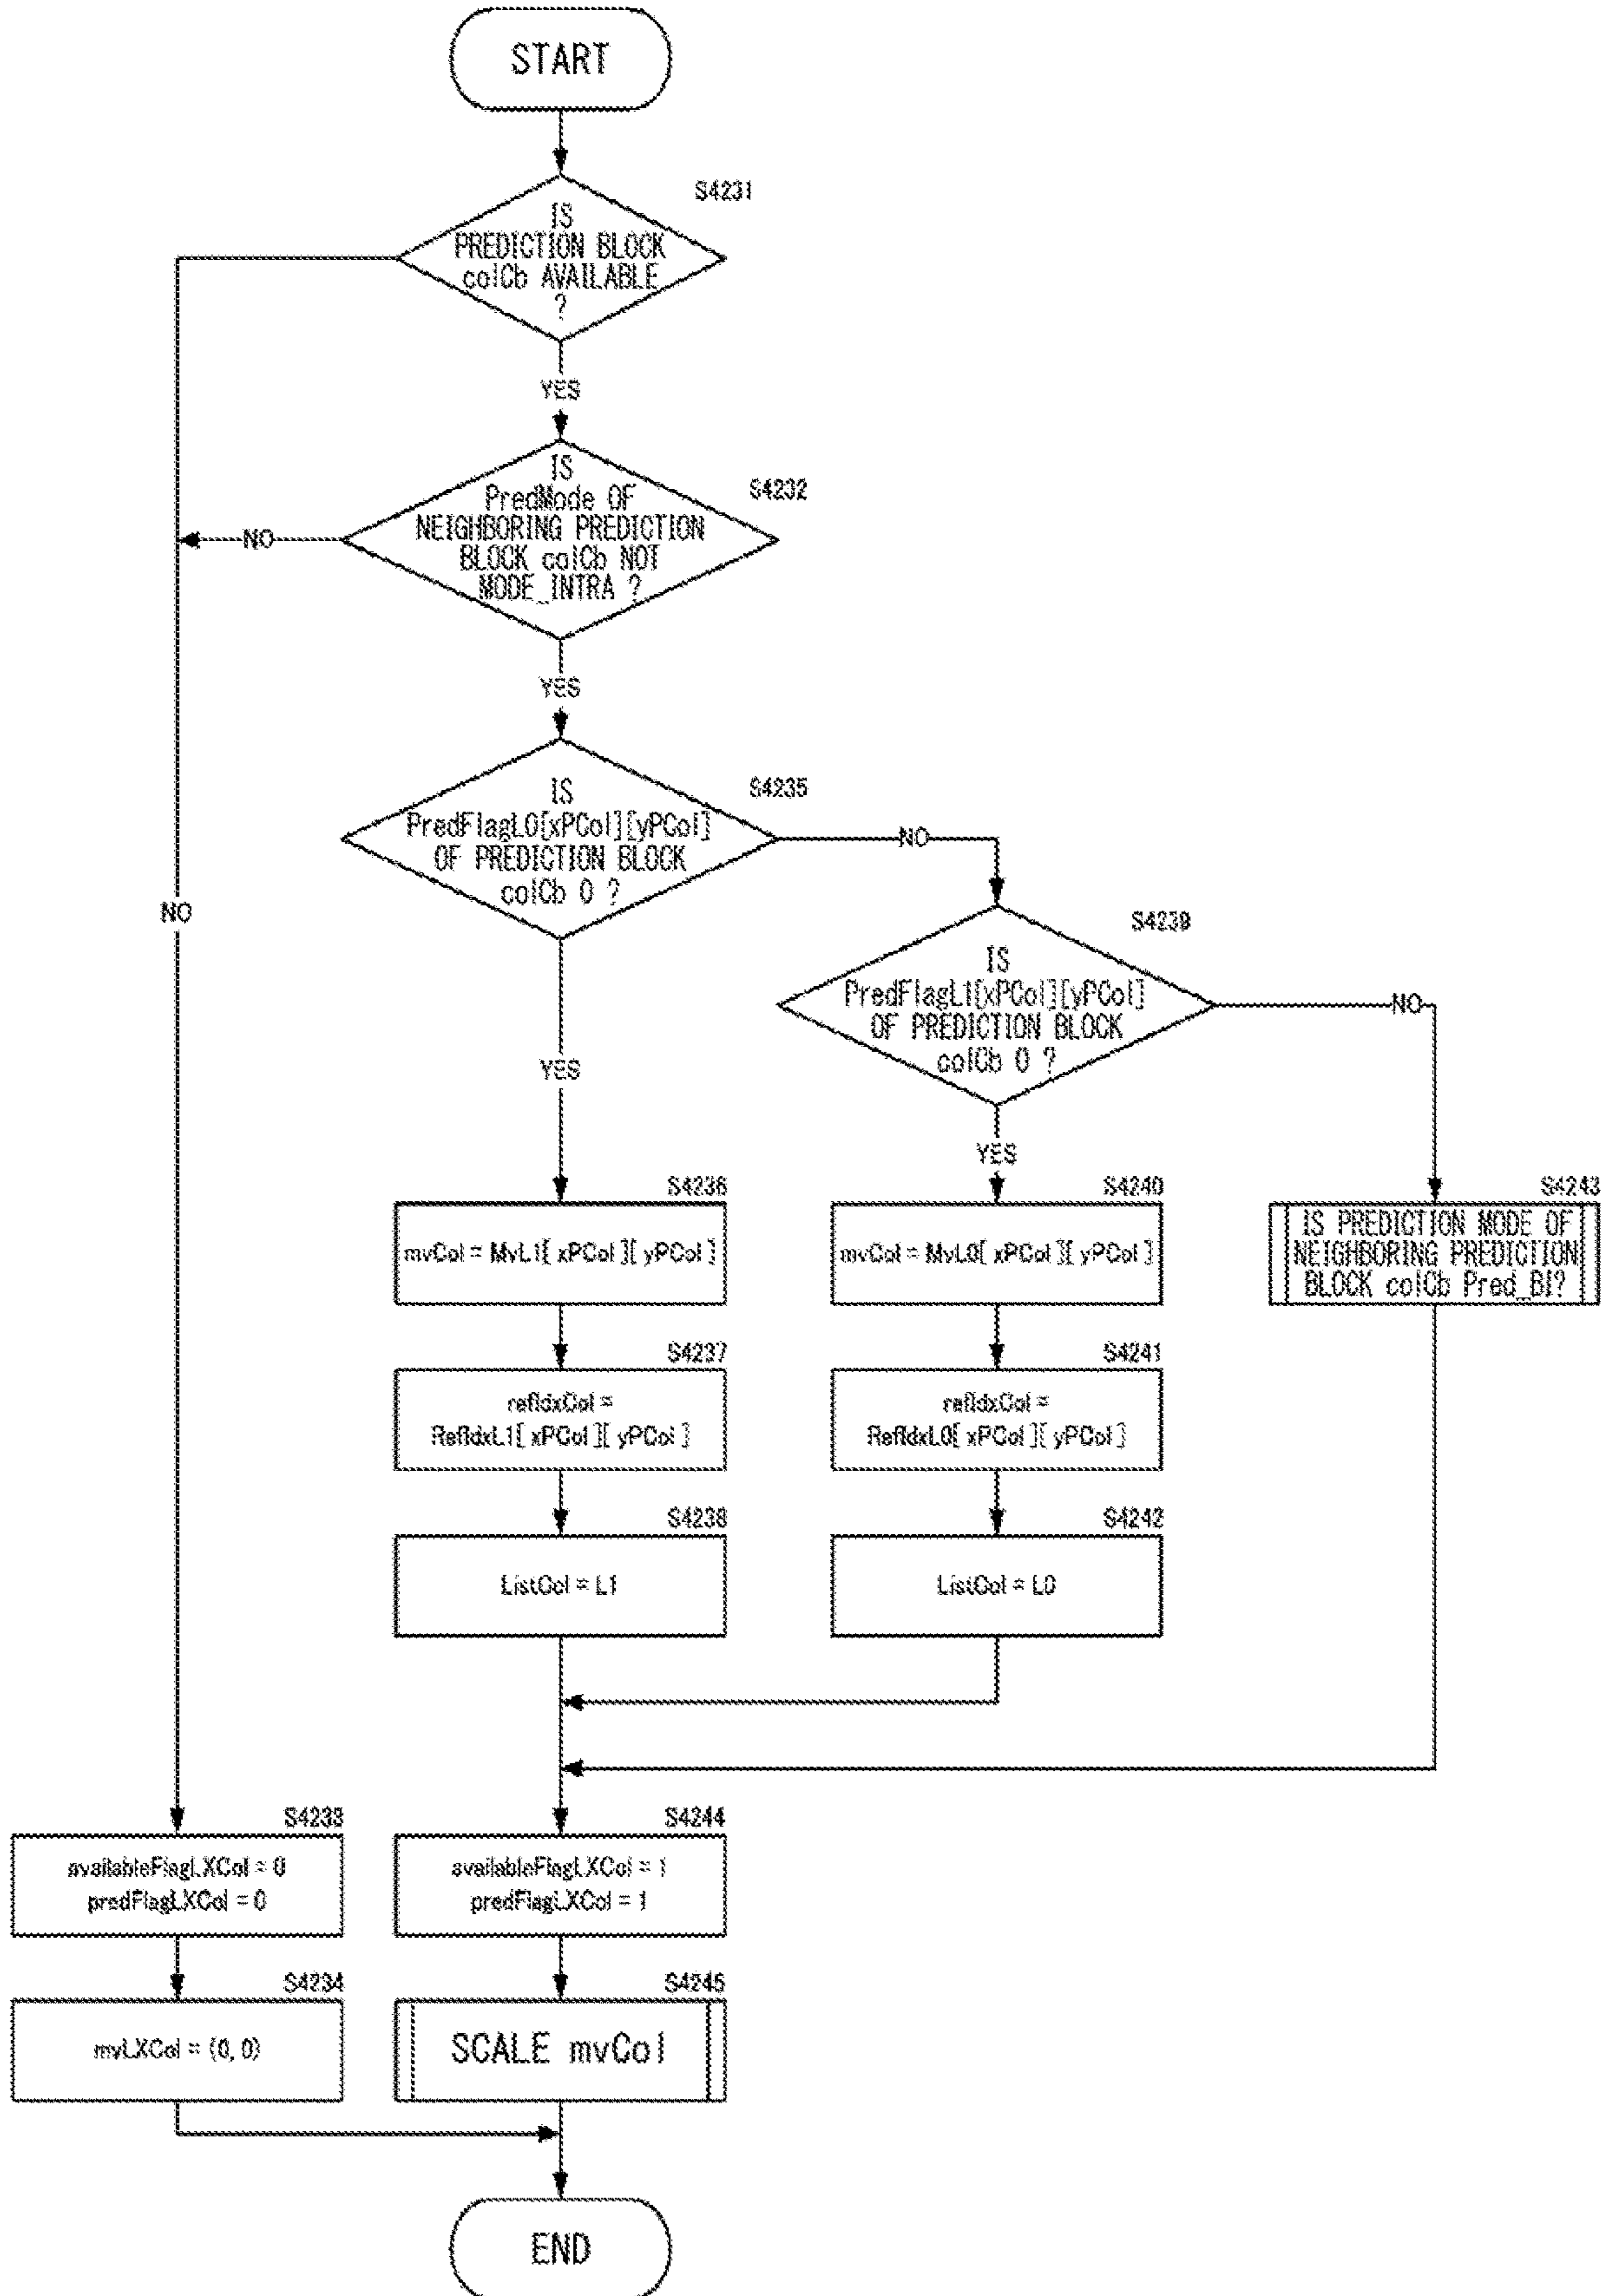 START
S4231
IS
PREDICTION BLOCK
colCb AVAILABLE
?
YES
S4232
IS
PredMode OF
NEIGHBORING PREDICTION
BLOCK colCb NOT
MODE_INTRA ?
NO
YES
S4235
IS
PredFlagL0[xPCol][yPCol]
OF PREDICTION BLOCK
colCb 0 ?
NO
NO
S4239
IS
PredFlagL1[xPCol][yPCol]
OF PREDICTION BLOCK
colCb 0 ?
NO
YES
YES
S4236
mvCol = MvL1[ xPCol ][ yPCol ]
S4240
mvCol = MvL0[ xPCol ][ yPCol ]
S4243
IS PREDICTION MODE OF
NEIGHBORING PREDICTION
BLOCK colCb Pred_BI?
S4237
refIdxCol =
RefIdxL1[ xPCol ][ yPCol ]
S4241
refIdxCol =
RefIdxL0[ xPCol ][ yPCol ]
S4238
ListCol = L1
S4242
ListCol = L0
S4233
availableFlagLXCol = 0
predFlagLXCol = 0
S4244
availableFlagLXCol = 1
predFlagLXCol = 1
S4234
mvLXCol = (0, 0)
S4245
SCALE mvCol
END